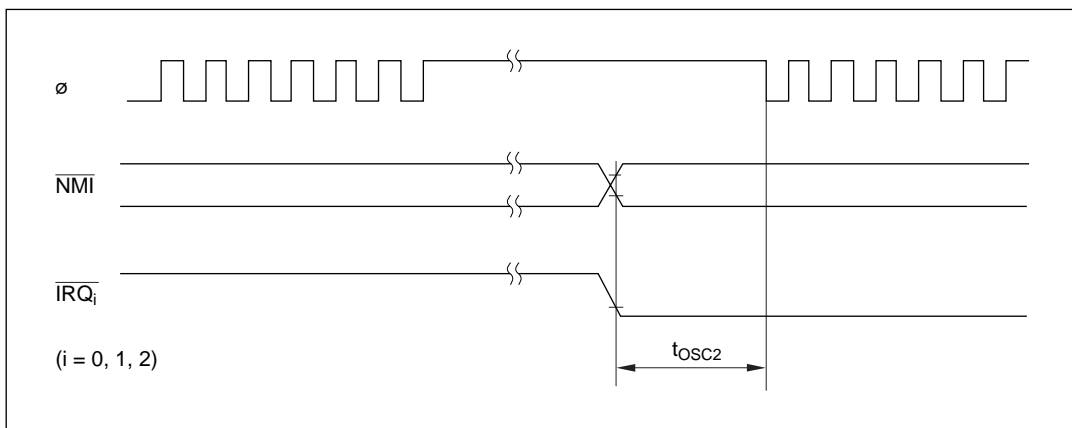 ø
NMI
IRQi
(i = 0, 1, 2)
tOSC2